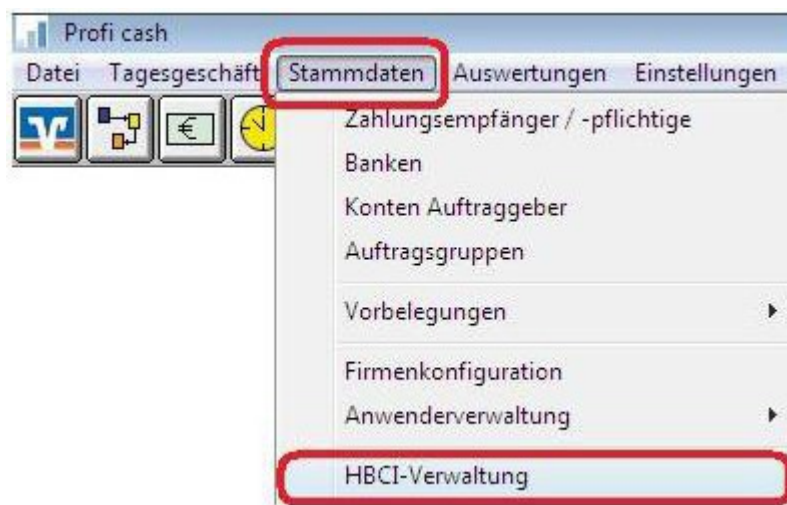 Profi cash
Datei Tagesgeschäft Stammdaten Auswertungen Einstellungen
€
Zahlungsempfänger / -pflichtige
Banken
Konten Auftraggeber
Auftragsgruppen
Vorbelegungen
Firmenkonfiguration
Anwenderverwaltung
HBCI-Verwaltung